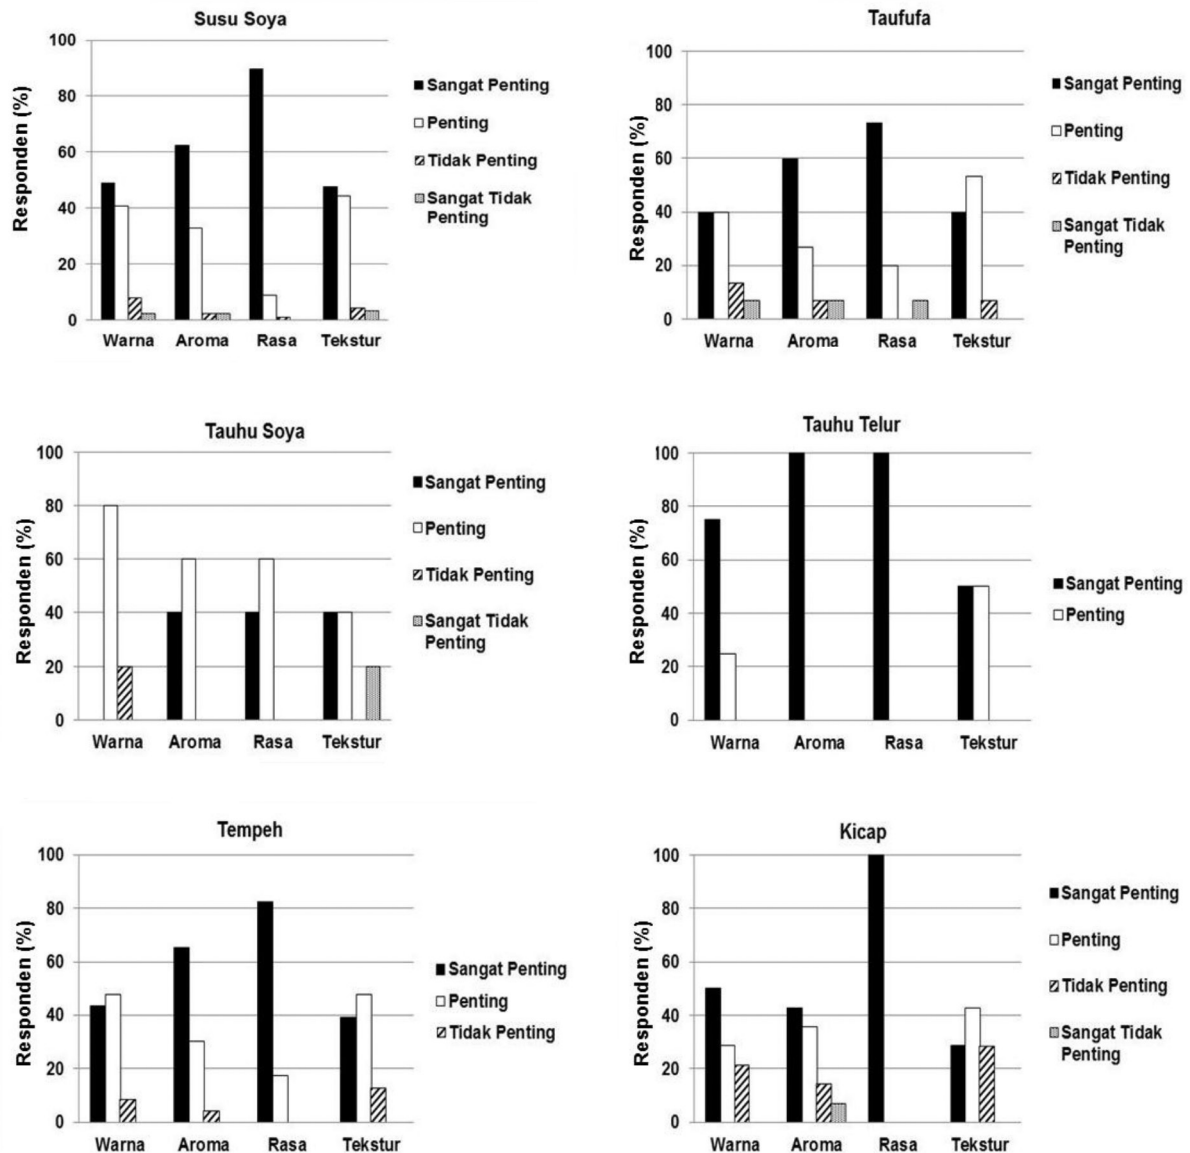 Susu Soya
Responden (%)
100
80
60
40
20
0
Warna Aroma Rasa Tekstur
Sangat Penting
Penting
Tidak Penting
Sangat Tidak
Penting
Taufufa
Responden (%)
100
80
60
40
20
0
Warna Aroma Rasa Tekstur
Sangat Penting
Penting
Tidak Penting
Sangat Tidak
Penting
Tauhu Soya
Responden (%)
100
80
60
40
20
0
Warna Aroma Rasa Tekstur
Sangat Penting
Penting
Tidak Penting
Sangat Tidak
Penting
Tauhu Telur
Responden (%)
100
80
60
40
20
0
Warna Aroma Rasa Tekstur
Sangat Penting
Penting
Tempeh
Responden (%)
100
80
60
40
20
0
Warna Aroma Rasa Tekstur
Sangat Penting
Penting
Tidak Penting
Kicap
Responden (%)
100
80
60
40
20
0
Warna Aroma Rasa Tekstur
Sangat Penting
Penting
Tidak Penting
Sangat Tidak
Penting